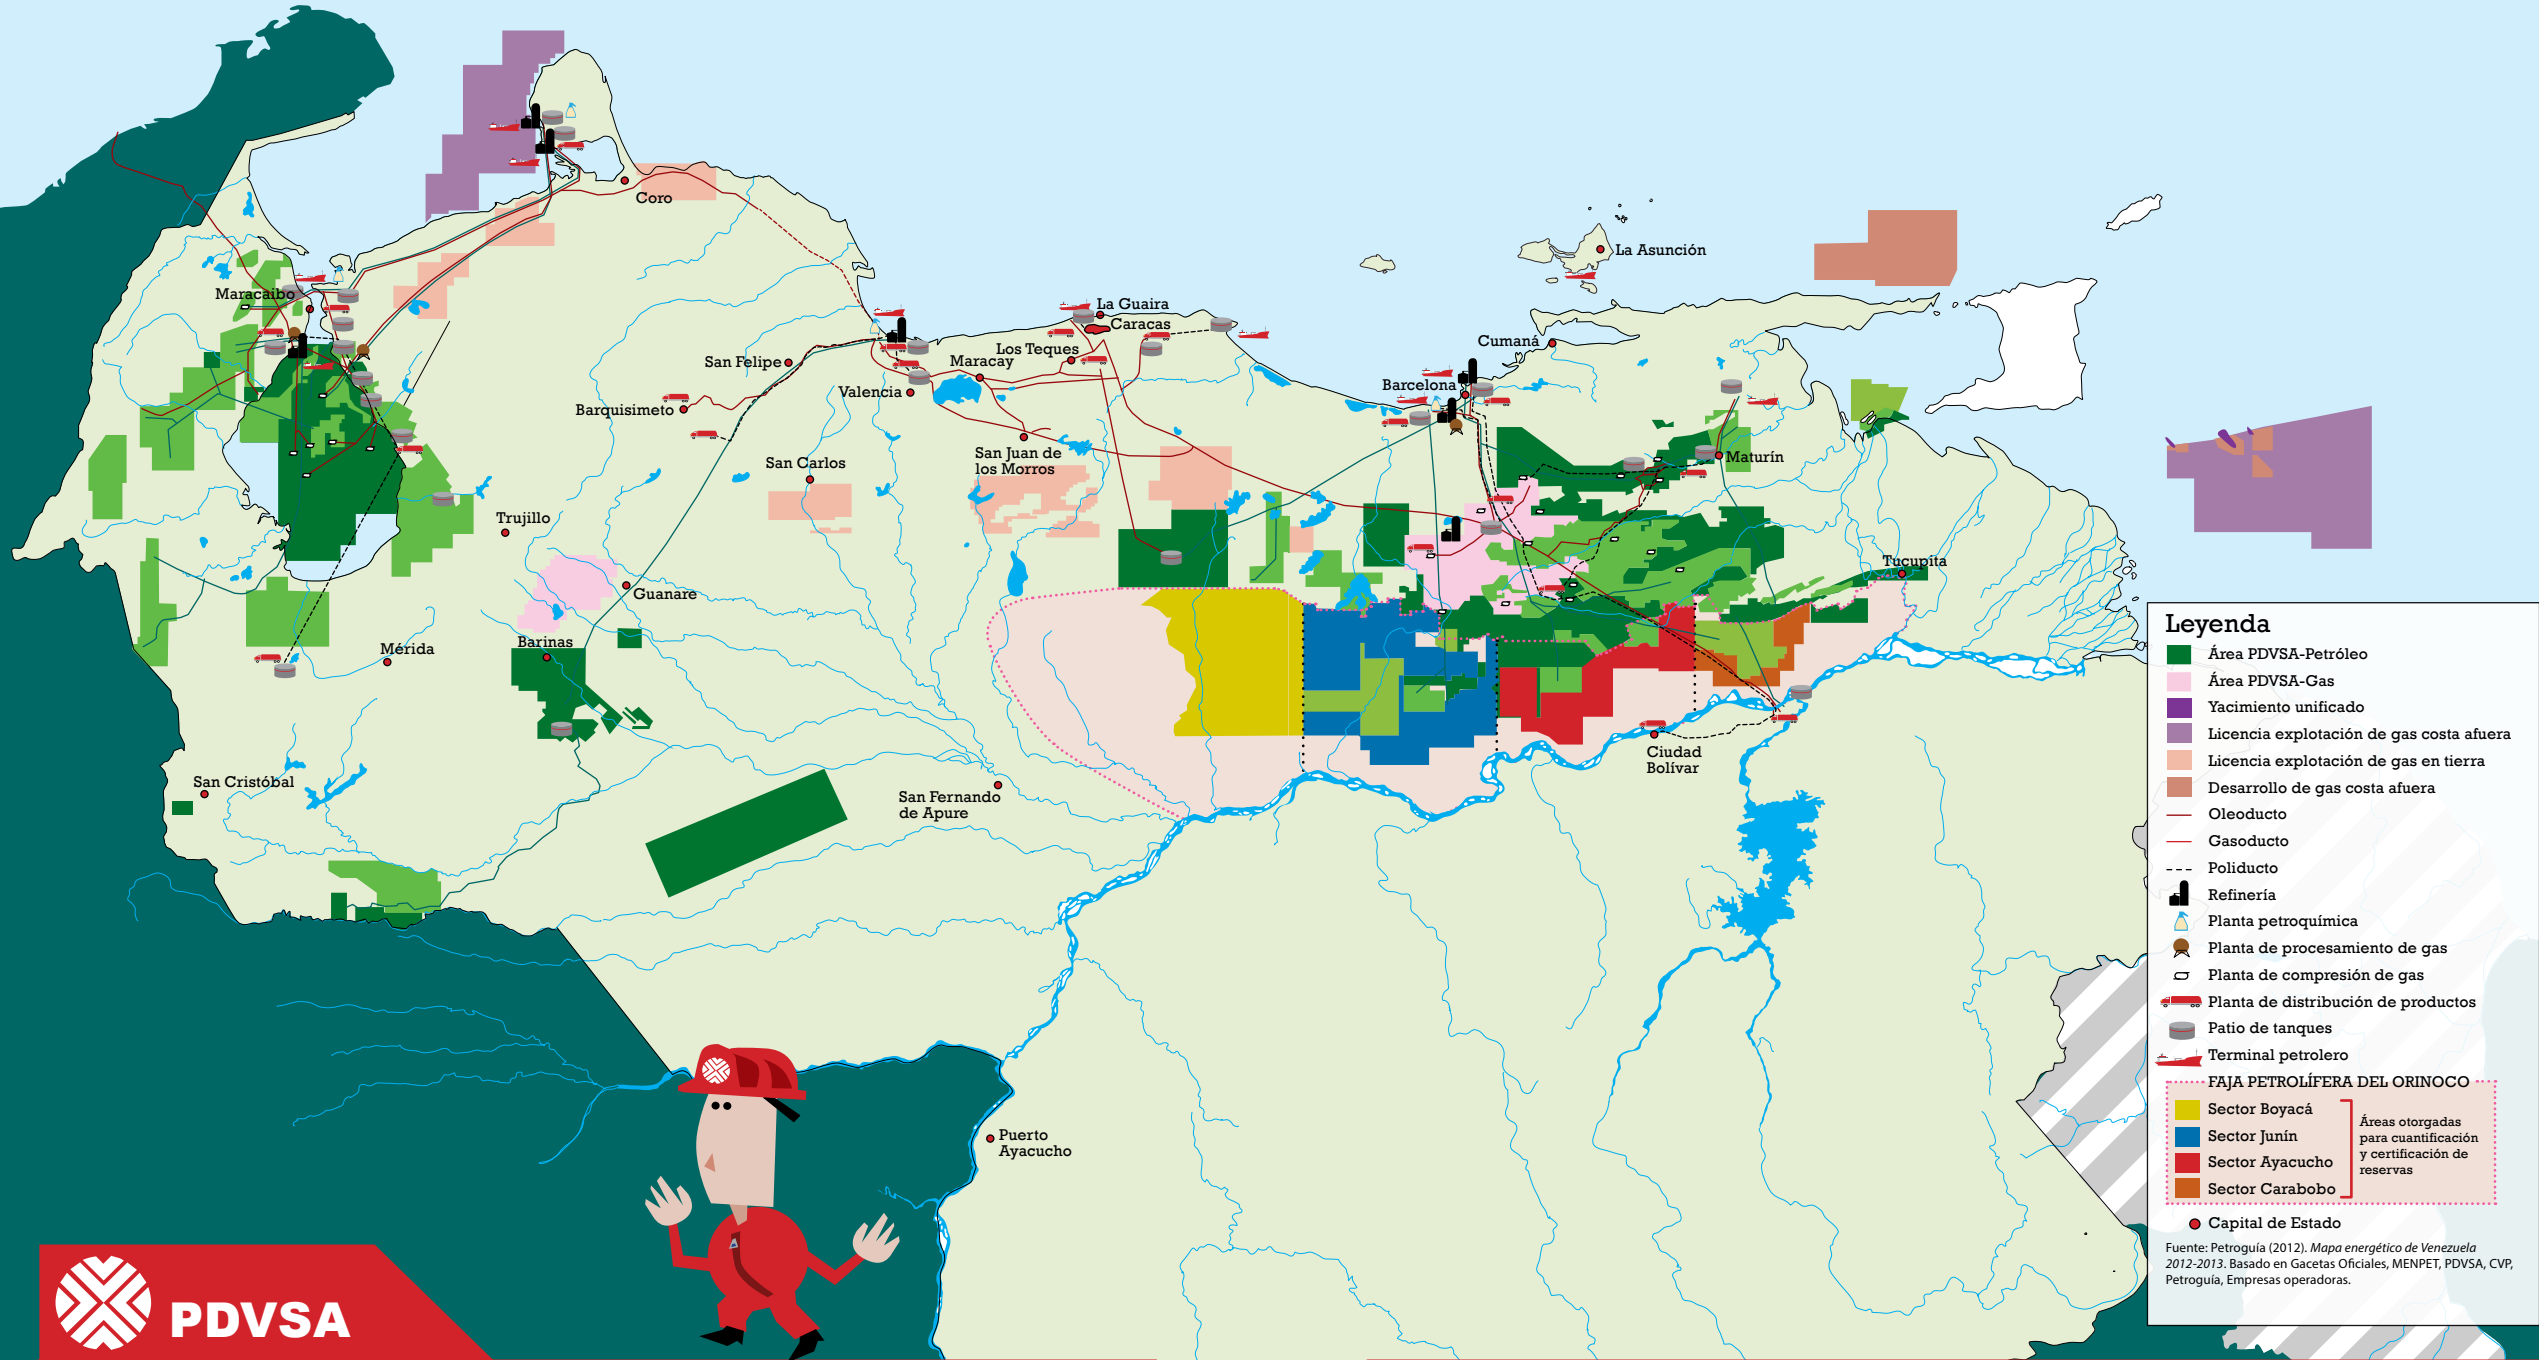 Coro
La Asunción
Maracaibo
La Guaira
Caracas
Cumaná
Los Teques
Maracay
San Felipe
Barcelona
Valencia
Barquisimeto
San Juan de
los Morros
San Carlos
Maturín
Trujillo
Tucupita
Guanare
Barinas
Mérida
Ciudad
Bolívar
San Cristóbal
San Fernando
de Apure
Puerto
Ayacucho
PDVSA
Leyenda
Área PDVSA-Petróleo
Área PDVSA-Gas
Yacimiento unificado
Licencia explotación de gas costa afuera
Licencia explotación de gas en tierra
Desarrollo de gas costa afuera
Oleoducto
Gasoducto
Poliducto
Refinería
Planta petroquímica
Planta de procesamiento de gas
Planta de compresión de gas
Planta de distribución de productos
Patio de tanques
Terminal petrolero
FAJA PETROLÍFERA DEL ORINOCO
Sector Boyacá
Sector Junín
Sector Ayacucho
Sector Carabobo
Áreas otorgadas
para cuantificación
y certificación de
reservas
Capital de Estado
Fuente: Petroguía (2012). Mapa energético de Venezuela
2012-2013. Basado en Gacetas Oficiales, MENPET, PDVSA, CVP,
Petroguía, Empresas operadoras.